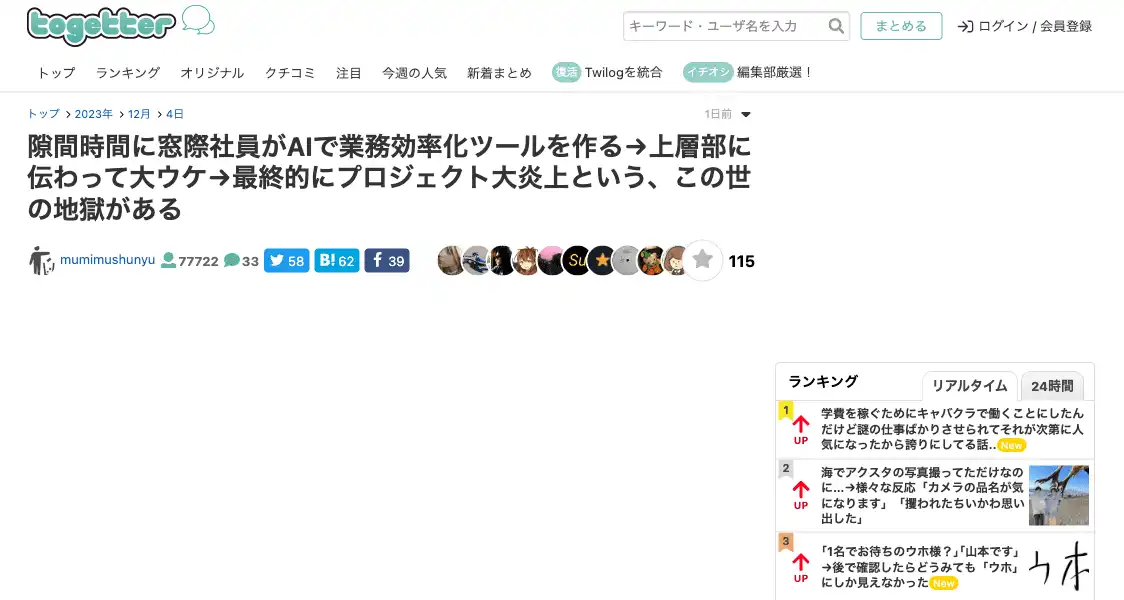 togetter
キーワード・ユーザ名を入力
まとめる
ログイン / 会員登録
トップ ランキング オリジナル クチコミ 注目 今週の人気 新着まとめ 復活 Twilogを統合 イチオシ 編集部厳選！
トップ > 2023年 > 12月 > 4日
1日前
隙間時間に窓際社員がAIで業務効率化ツールを作る→上層部に
伝わって大ウケ→最終的にプロジェクト大炎上という、この世
の地獄がある
mumimushunyu 77722 33 58 B! 62 f 39
Su
115
ランキング
リアルタイム
24時間
1
UP
学費を稼ぐためにキャバクラで働くことにしたん
だけど謎の仕事ばかりさせられてそれが次第に人
気になったから誇りにしてる話.. New
2
UP
海でアクスタの写真撮ってただけなの
に...→様々な反応「カメラの品名が気
になります」「攫われたちいかわ思い
出した」
3
UP
「1名でお待ちのウホ様？」「山本です」
→後で確認したらどうみても「ウホ」
にしか見えなかった New
ウホ